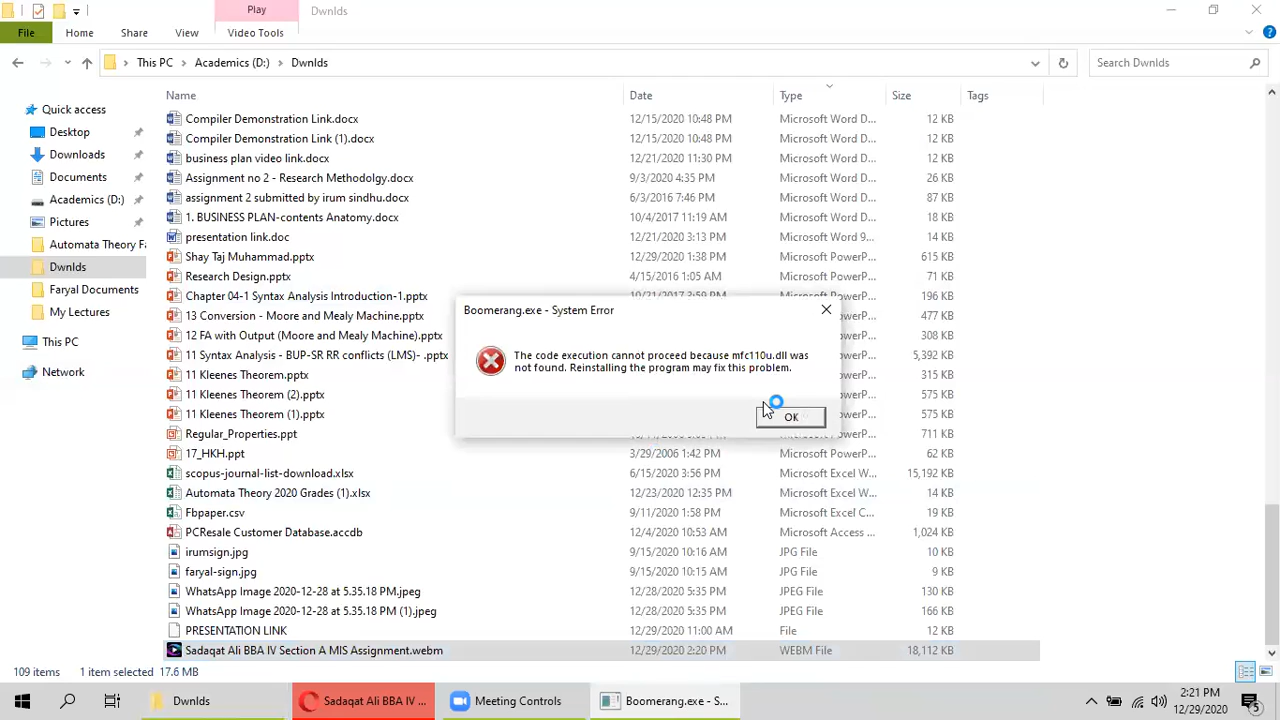 Play
Dwnlds
File
Home
Share
View
Video Tools
This PC
Academics (D:)
Dwnlds
Search Dwnlds
Name
Date
Type
Size
Tags
Quick access
Desktop
Downloads
Documents
Academics (D:)
Pictures
Automata Theory Fa
Dwnlds
Faryal Documents
My Lectures
This PC
Network
Compiler Demonstration Link.docx 12/15/2020 10:48 PM Microsoft Word D... 12 KB
Compiler Demonstration Link (1).docx 12/15/2020 10:48 PM Microsoft Word D... 12 KB
business plan video link.docx 12/21/2020 11:30 PM Microsoft Word D... 12 KB
Assignment no 2 - Research Methodolgy.docx 9/3/2020 4:35 PM Microsoft Word D... 26 KB
assignment 2 submitted by irum sindhu.docx 6/3/2016 7:46 PM Microsoft Word D... 87 KB
1. BUSINESS PLAN-contents Anatomy.docx 10/4/2017 11:19 AM Microsoft Word D... 18 KB
presentation link.doc 12/21/2020 3:13 PM Microsoft Word 9... 14 KB
Shay Taj Muhammad.pptx 12/29/2020 1:38 PM Microsoft PowerP... 615 KB
Research Design.pptx 4/15/2016 1:05 AM Microsoft PowerP... 71 KB
Chapter 04-1 Syntax Analysis Introduction-1.pptx Microsoft PowerP... 196 KB
13 Conversion - Moore and Mealy Machine.pptx PowerP... 477 KB
12 FA with Output (Moore and Mealy Machine).pptx PowerP... 308 KB
11 Syntax Analysis - BUP-SR RR conflicts (LMS)- .pptx PowerP... 5,392 KB
11 Kleenes Theorem.pptx PowerP... 575 KB
11 Kleenes Theorem (2).pptx PowerP... 575 KB
11 Kleenes Theorem (1).pptx PowerP... 575 KB
Regular_Properties.ppt Microsoft PowerP... 711 KB
17_HKH.ppt 3/29/2006 1:42 PM Microsoft PowerP... 62 KB
scopus-journal-list-download.xlsx 6/15/2020 3:56 PM Microsoft Excel W... 15,192 KB
Automata Theory 2020 Grades (1).xlsx 12/23/2020 12:35 PM Microsoft Excel W... 14 KB
Fbpaper.csv 9/11/2020 1:58 PM Microsoft Excel C... 19 KB
PCResale Customer Database.accdb 12/4/2020 10:53 AM Microsoft Access ... 1,024 KB
irumsign.jpg 9/15/2020 10:16 AM JPG File 10 KB
faryal-sign.jpg 9/15/2020 10:15 AM JPG File 9 KB
WhatsApp Image 2020-12-28 at 5.35.18 PM.jpeg 12/28/2020 5:35 PM JPEG File 130 KB
WhatsApp Image 2020-12-28 at 5.35.18 PM (1).jpeg 12/28/2020 5:35 PM JPEG File 166 KB
PRESENTATION LINK 12/29/2020 11:00 AM File 12 KB
Sadaqat Ali BBA IV Section A MIS Assignment.webm 12/29/2020 2:20 PM WEBM File 18,112 KB
Boomerang.exe - System Error
The code execution cannot proceed because mfc110u.dll was
not found. Reinstalling the program may fix this problem.
OK
109 items 1 item selected 17.6 MB
Dwnlds
Sadaqat Ali BBA IV ...
Meeting Controls
Boomerang.exe - S...
2:21 PM
12/29/2020
5